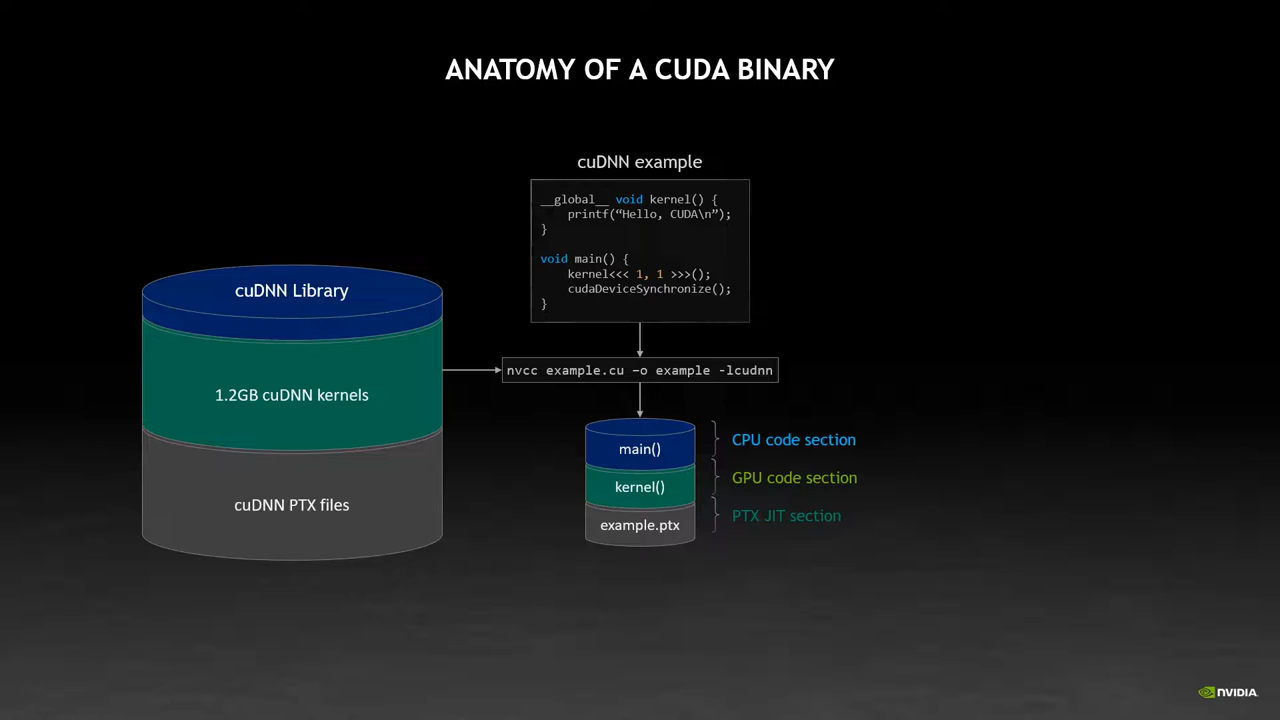 ANATOMY OF A CUDA BINARY
cuDNN example
__global__ void kernel() {
printf(“Hello, CUDA\n”);
}
void main() {
kernel<<< 1, 1 >>>();
cudaDeviceSynchronize();
}
cuDNN Library
1.2GB cuDNN kernels
cuDNN PTX files
nvcc example.cu –o example -lcudnn
main()
kernel()
example.ptx
CPU code section
GPU code section
PTX JIT section
NVIDIA.